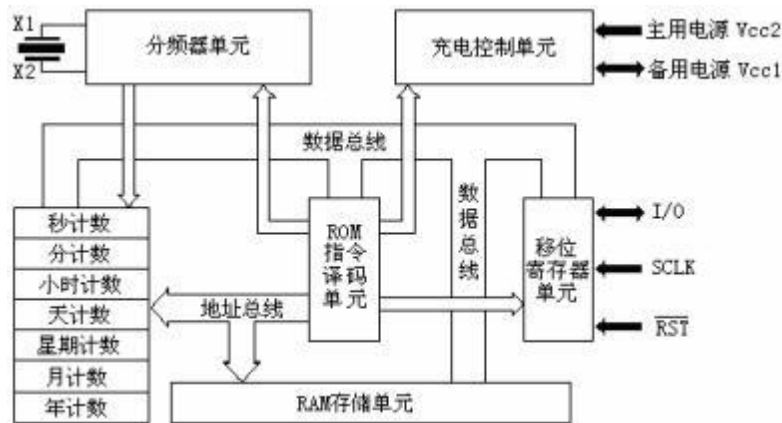 X1
X2
分频器单元
充电控制单元
主用电源 Vcc2
备用电源 Vcc1
数据总线
数
据
总
线
秒计数
分计数
小时计数
天计数
星期计数
月计数
年计数
ROM
指令
译码
单元
地址总线
移位
寄存器
单元
I/O
SCLK
RST
RAM存储单元